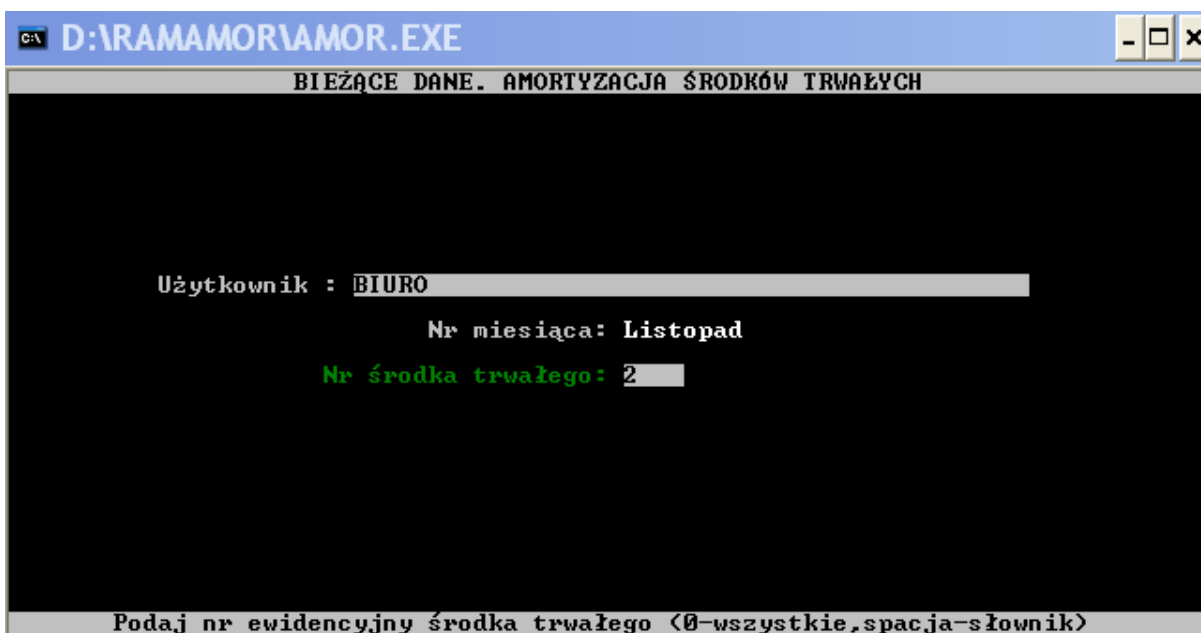 D:\RAMAMOR\AMOR.EXE
BIEŻĄCE DANE. AMORTYZACJA ŚRODKÓW TRWAŁYCH
Użytkownik : BIURO
Nr miesiąca: Listopad
Nr środka trwałego: 2
Podaj nr ewidencyjny środka trwałego (0-wszystkie,spacja-słownik)